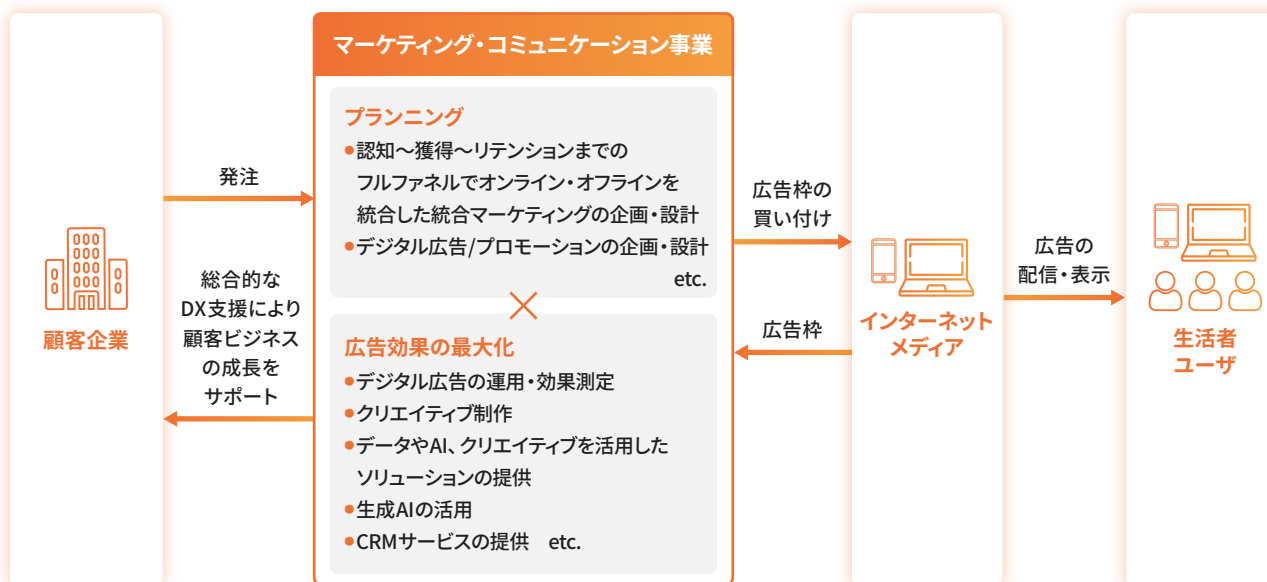 顧客企業
発注
総合的な
DX支援により
顧客ビジネス
の成長を
サポート
マーケティング・コミュニケーション事業
プランニング
●認知～獲得～リテンションまでの
フルファネルでオンライン・オフラインを
統合した統合マーケティングの企画・設計
●デジタル広告/プロモーションの企画・設計
etc.
×
広告効果の最大化
●デジタル広告の運用・効果測定
●クリエイティブ制作
●データやAI、クリエイティブを活用した
ソリューションの提供
●生成AIの活用
●CRMサービスの提供　etc.
広告枠の
買い付け
広告枠
インターネット
メディア
広告の
配信・表示
生活者
ユーザ